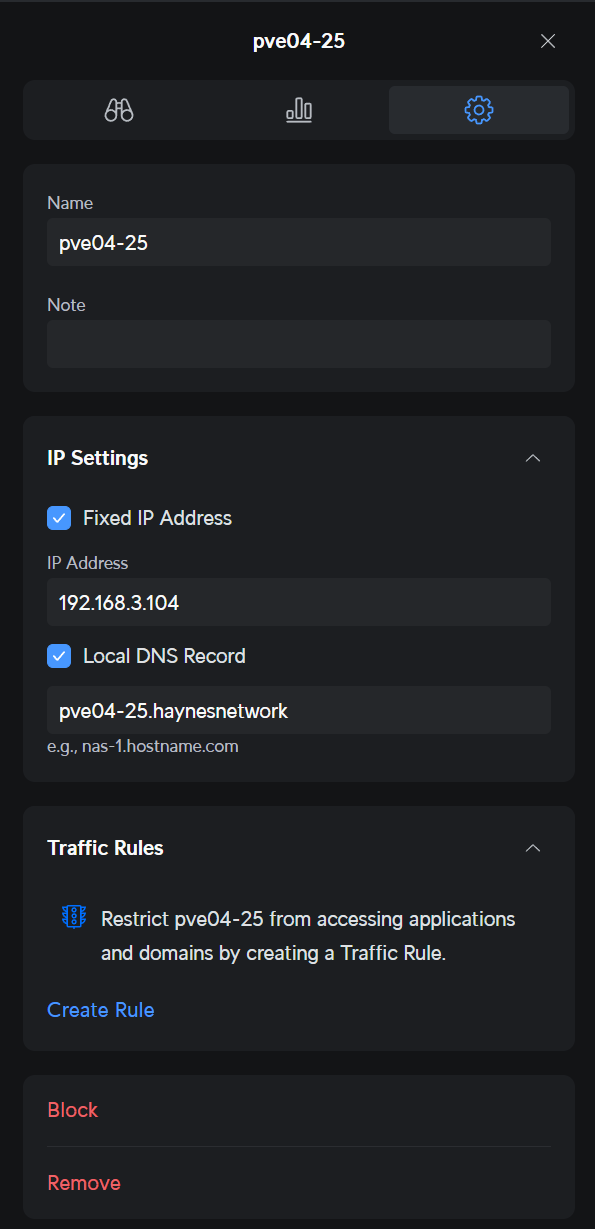 pve04-25
Name
pve04-25
Note
IP Settings
Fixed IP Address
IP Address
192.168.3.104
Local DNS Record
pve04-25.haynesnetwork
e.g., nas-1.hostname.com
Traffic Rules
Restrict pve04-25 from accessing applications
and domains by creating a Traffic Rule.
Create Rule
Block
Remove